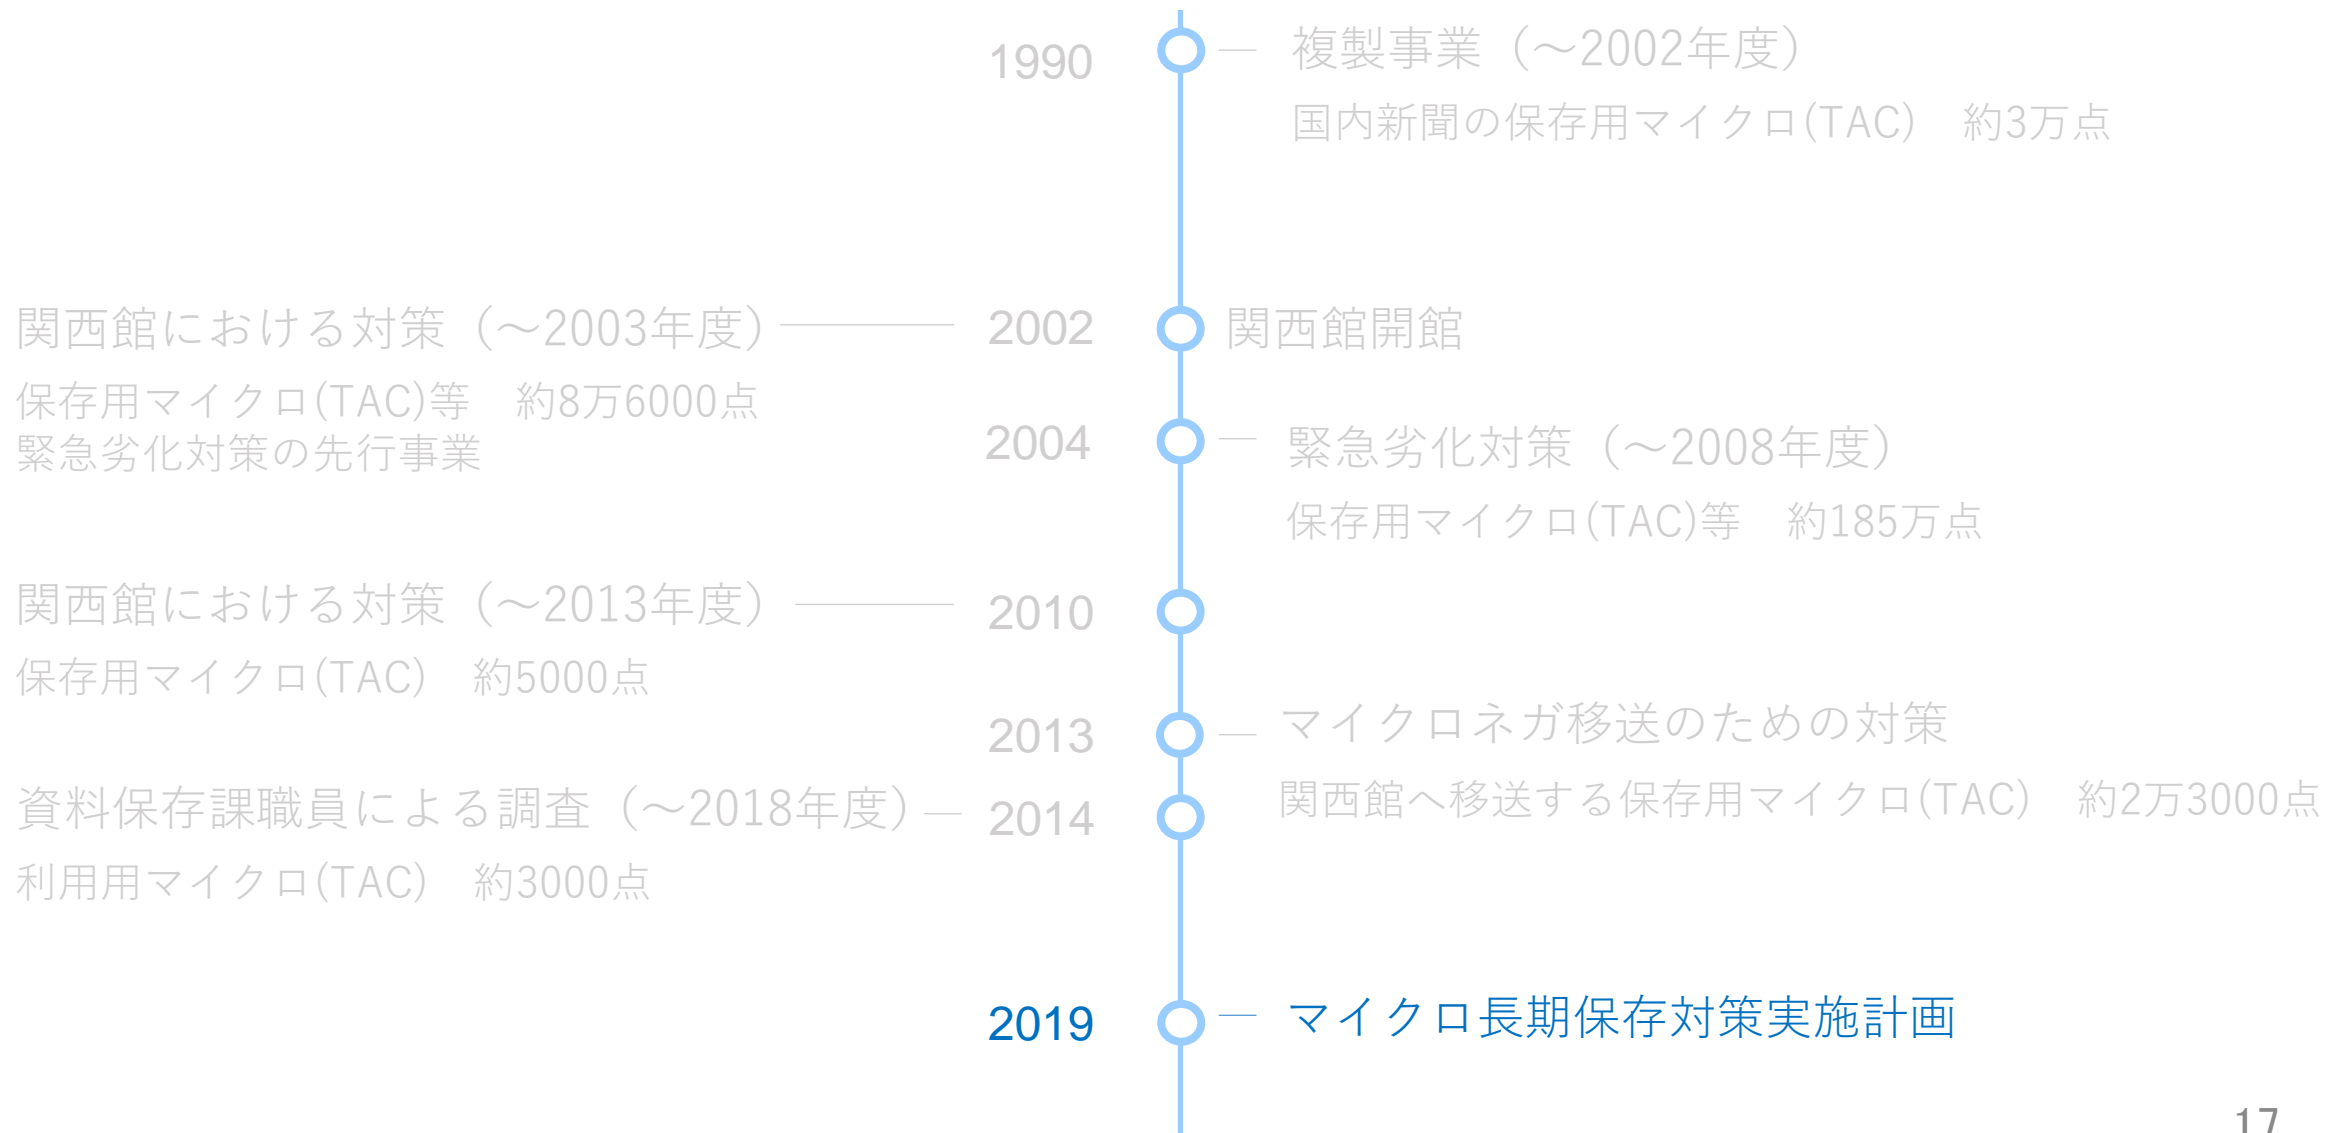 1990
複製事業（～2002年度）
国内新聞の保存用マイクロ(TAC)　約3万点
関西館における対策（～2003年度）
2002
関西館開館
保存用マイクロ(TAC)等　約8万6000点
緊急劣化対策の先行事業
2004
緊急劣化対策（～2008年度）
保存用マイクロ(TAC)等　約185万点
関西館における対策（～2013年度）
2010
保存用マイクロ(TAC)　約5000点
2013
マイクロネガ移送のための対策
関西館へ移送する保存用マイクロ(TAC)　約2万3000点
資料保存課職員による調査（～2018年度）
2014
利用用マイクロ(TAC)　約3000点
2019
マイクロ長期保存対策実施計画
17